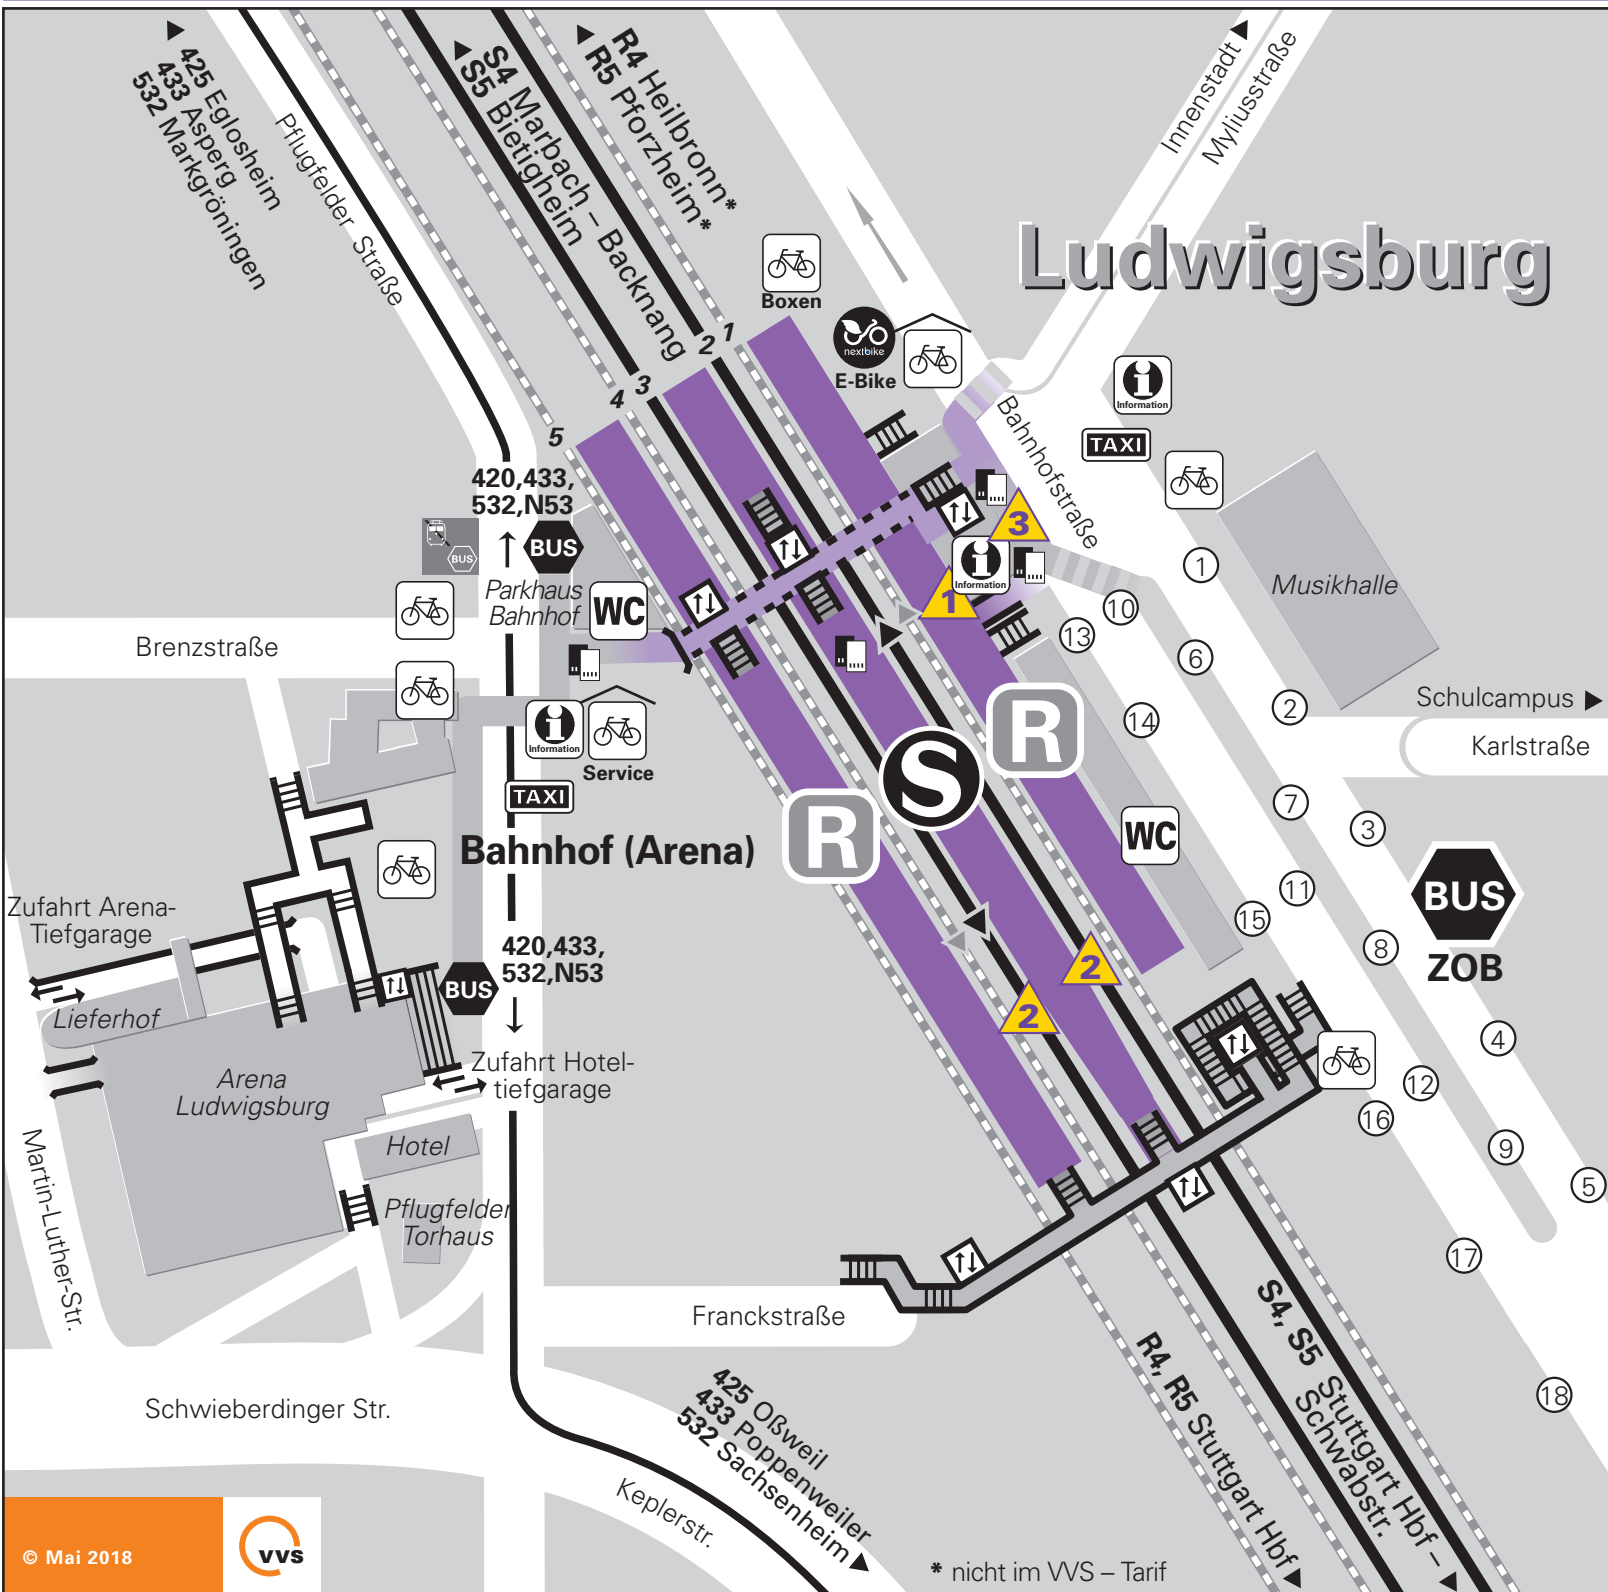 425 Eglosheim
433 Asperg
532 Markgröningen
Pflugfelder Straße
S4 Marbach – Backnang
S5 Bietigheim
R4 Heilbronn*
R5 Pforzheim*
Innenstadt
Myliusstraße
Ludwigsburg
Boxen
nextbike
E-Bike
Information
TAXI
Bahnhofstraße
1
2
3
4
5
420,433,
532,N53
BUS
BUS
Parkhaus
Bahnhof
WC
Brenzstraße
3
Information
1
Musikhalle
1
10
13
6
14
2
Schulcampus
Karlstraße
7
3
Information
Service
TAXI
R
S
R
WC
Bahnhof (Arena)
11
15
8
BUS
ZOB
Zufahrt Arena-
Tiefgarage
420,433,
532,N53
BUS
2
2
Lieferhof
4
12
16
9
5
Zufahrt Hotel-
tiefgarage
Arena
Ludwigsburg
Hotel
Pflugfelder
Torhaus
Martin-Luther-Str.
17
18
Franckstraße
Schwieberdinger Str.
425 Oßweil
433 Poppenweiler
532 Sachsenheim
Keplerstr.
R4, R5 Stuttgart Hbf
S4, S5 Stuttgart Hbf –
Schwabstr.
© Mai 2018
VVS
* nicht im VVS – Tarif